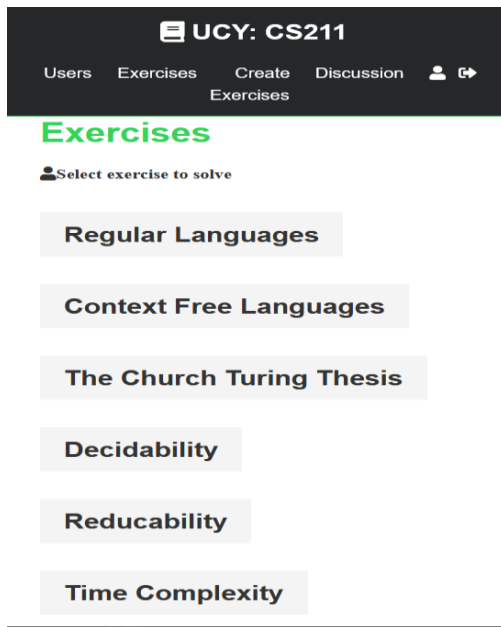 UCY: CS211
Users Exercises Create Exercises Discussion
Exercises
Select exercise to solve
Regular Languages
Context Free Languages
The Church Turing Thesis
Decidability
Reducability
Time Complexity